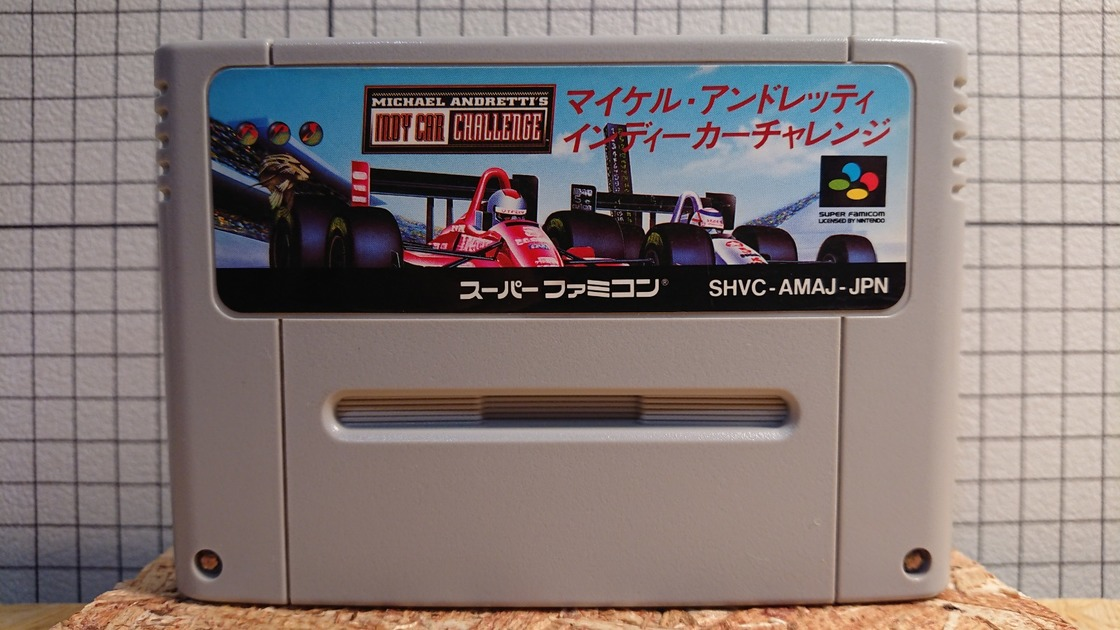 MICHAEL ANDRETTI'S
INDY CAR CHALLENGE
マイケル・アンドレッティ
インディーカーチャレンジ
SUPER FAMICOM
LICENSED BY NINTENDO
スーパーファミコン®
SHVC-AMAJ-JPN